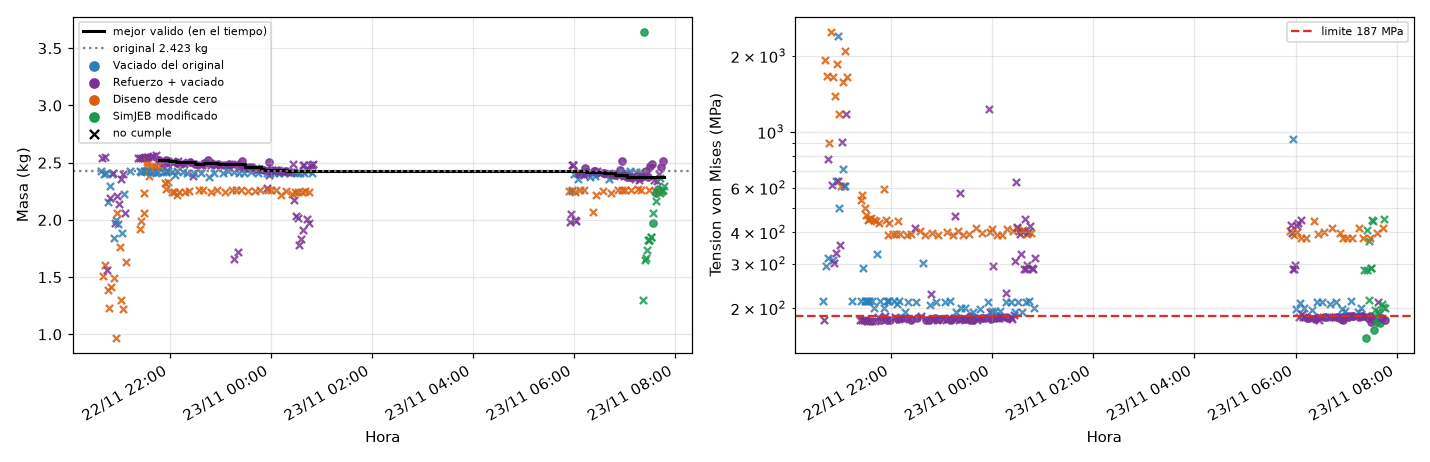 3.5
3.0
2.5
2.0
1.5
1.0
Masa (kg)
mejor valido (en el tiempo)
original 2.423 kg
Vaciado del original
Refuerzo + vaciado
Diseno desde cero
SimJEB modificado
no cumple
22/11 22:00
23/11 00:00
23/11 02:00
23/11 04:00
23/11 06:00
23/11 08:00
Hora
2 × 10³
10³
6 × 10²
4 × 10²
3 × 10²
2 × 10²
Tension von Mises (MPa)
limite 187 MPa
22/11 22:00
23/11 00:00
23/11 02:00
23/11 04:00
23/11 06:00
23/11 08:00
Hora